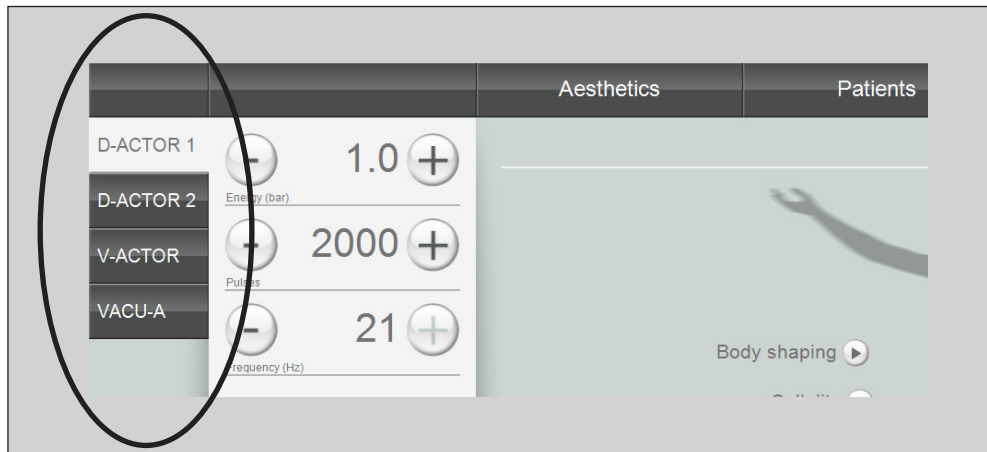 Aesthetics Patients
D-ACTOR 1
D-ACTOR 2
V-ACTOR
VACU-A
- 1.0 +
Energy (bar)
- 2000 +
Pulses
- 21 +
Frequency (Hz)
Body shaping